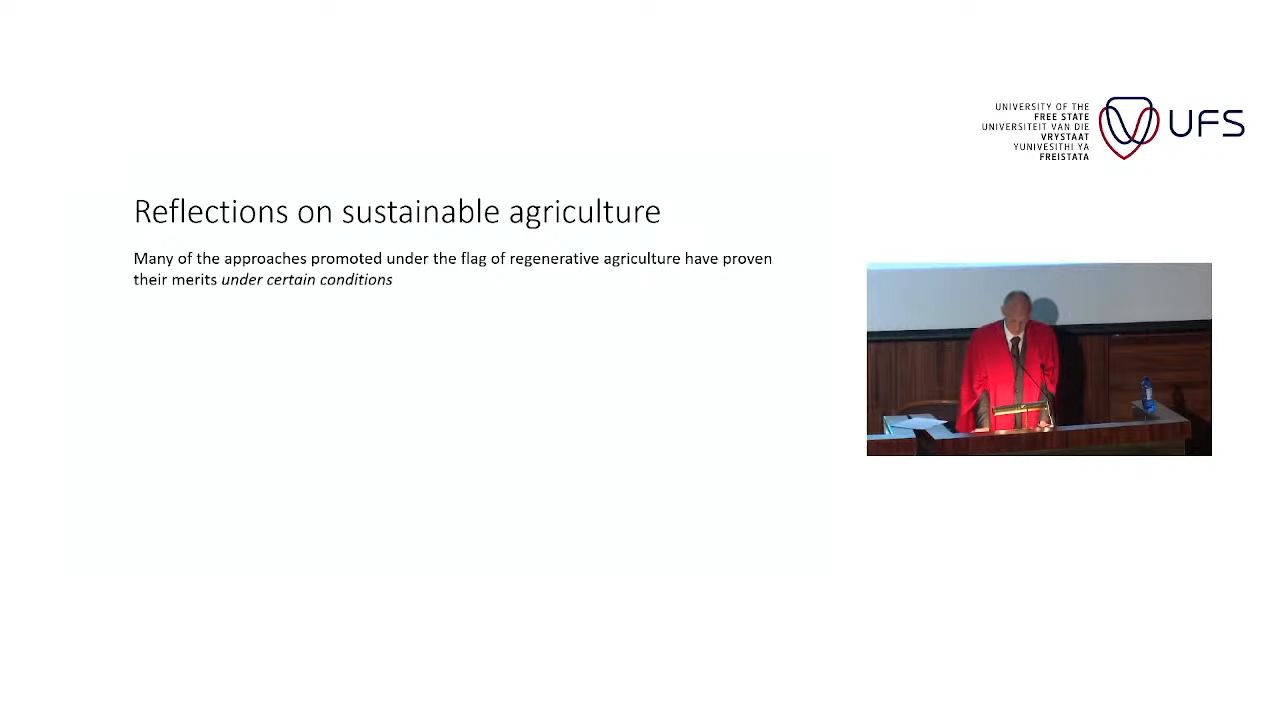 UNIVERSITY OF THE
FREE STATE
UNIVERSITEIT VAN DIE
VRYSTAAT
YUNIVESITHI YA
FREISTATA
UFS
Reflections on sustainable agriculture
Many of the approaches promoted under the flag of regenerative agriculture have proven
their merits under certain conditions